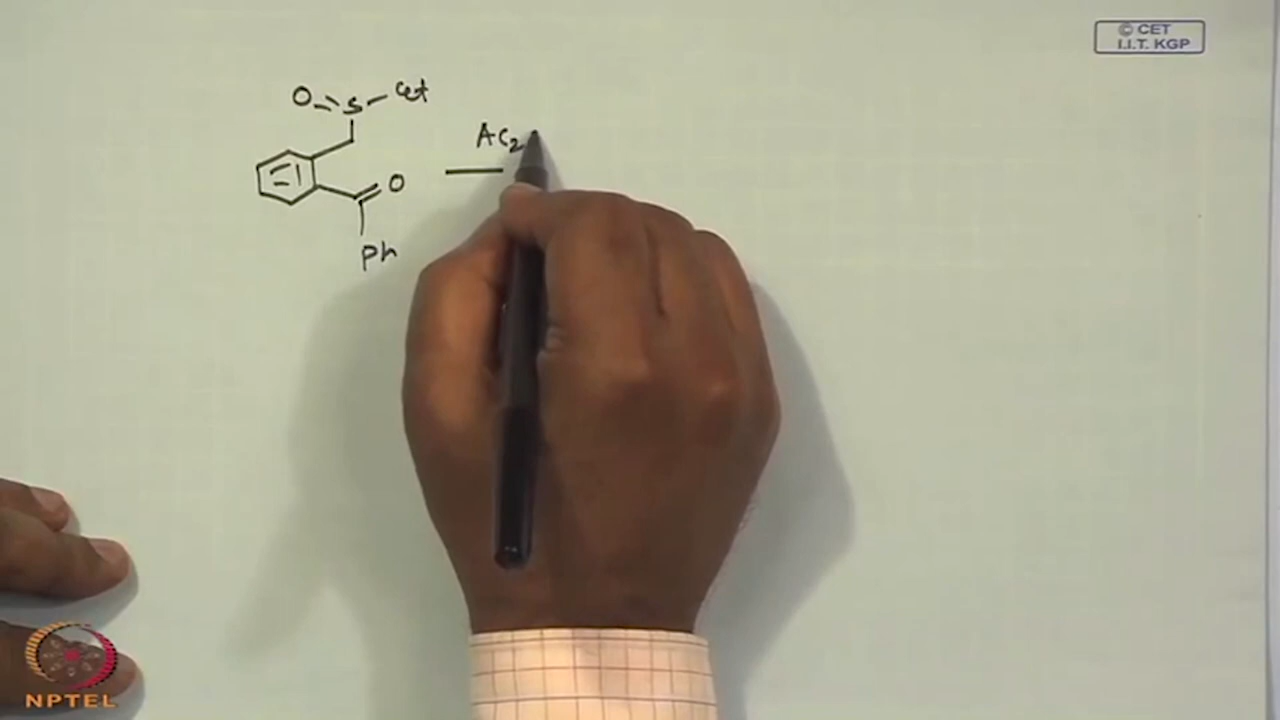 © CET
I.I.T. KGP
O
S
Et
Ac₂
O
Ph
NPTEL